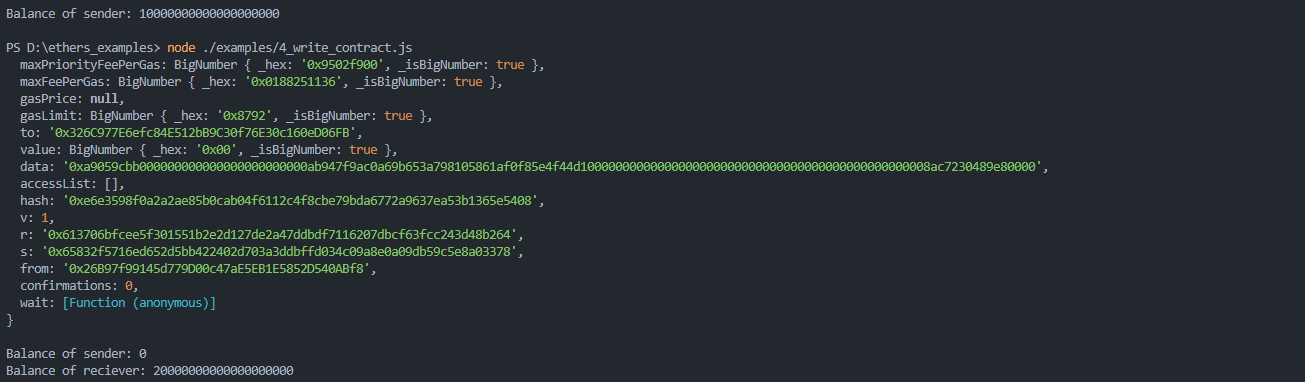 Balance of sender: 10000000000000000000
PS D:\ethers_examples> node ./examples/4_write_contract.js
maxPriorityFeePerGas: BigNumber { _hex: '0x9502f900', _isBigNumber: true },
maxFeePerGas: BigNumber { _hex: '0x0188251136', _isBigNumber: true },
gasPrice: null,
gasLimit: BigNumber { _hex: '0x8792', _isBigNumber: true },
to: '0x326C977E6efc84E512bB9C30f76E30c160eD06FB',
value: BigNumber { _hex: '0x00', _isBigNumber: true },
data: '0xa9059cbb000000000000000000000000ab947f9ac0a69b653a798105861af0f85e4f44d10000000000000000000000000000000000000000000000008ac7230489e80000',
accessList: [],
hash: '0xe6e3598f0a2a2ae85b0cab04f6112c4f8cbe79bda6772a9637ea53b1365e5408',
v: 1,
r: '0x613706bfcee5f301551b2e2d127de2a47ddbdf7116207dbcf63fcc243d48b264',
s: '0x65832f5716ed652d5bb422402d703a3ddbffd034c09a8e0a09db59c5e8a03378',
from: '0x26B97f99145d779D00c47aE5EB1E5852D540ABf8',
confirmations: 0,
wait: [Function (anonymous)]
}
Balance of sender: 0
Balance of reciever: 20000000000000000000